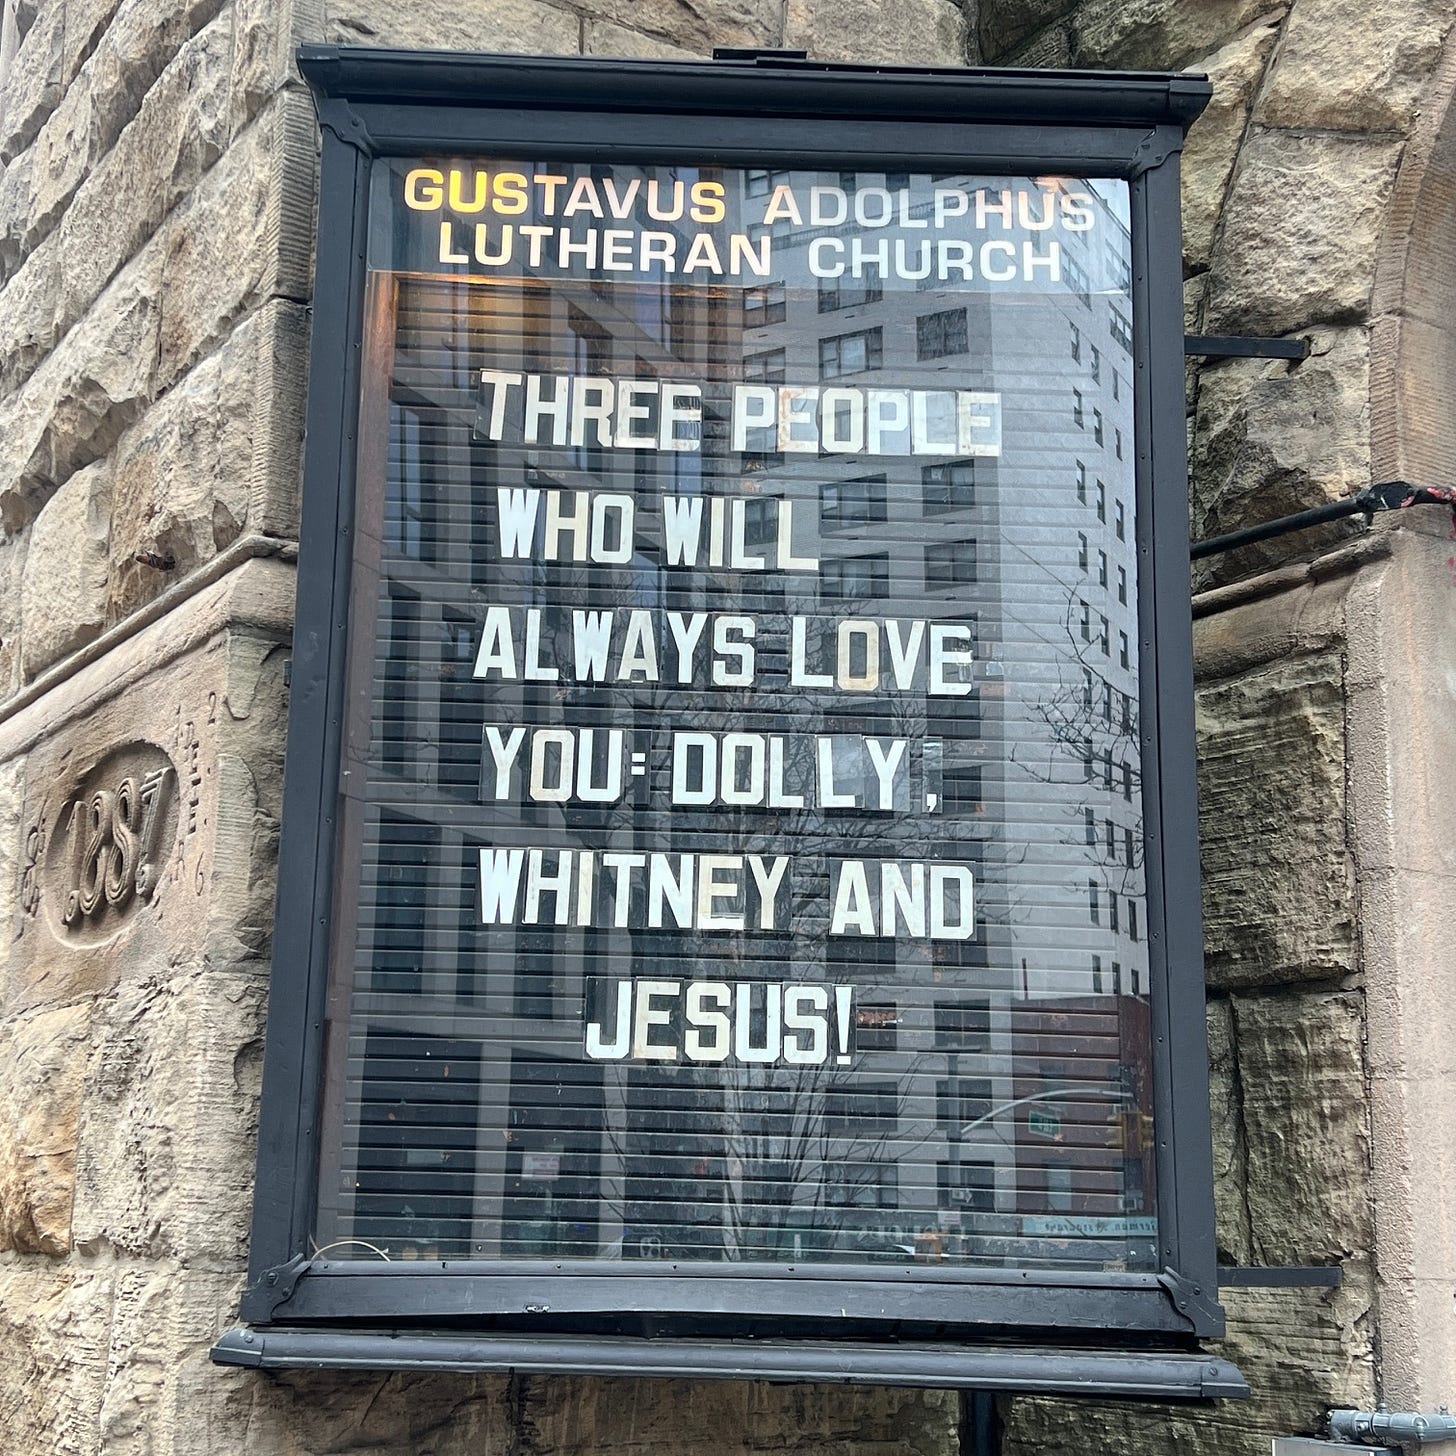 GUSTAVUS ADOLPHUS
LUTHERAN CHURCH
THREE PEOPLE
WHO WILL
ALWAYS LOVE
YOU: DOLLY,
WHITNEY AND
JESUS!
1887